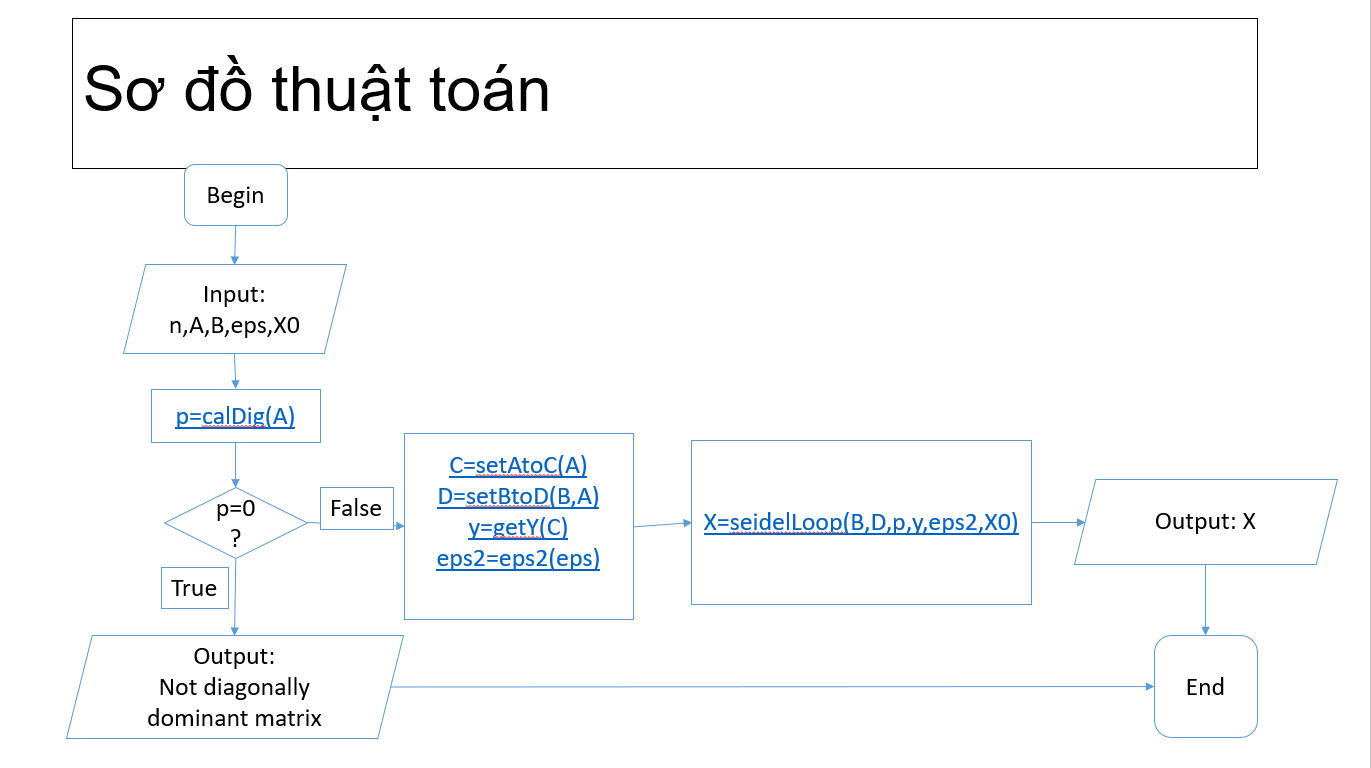 Sơ đồ thuật toán
Begin
Input:
n,A,B,eps,X0
p=calDig(A)
p=0
?
False
True
C=setAtoC(A)
D=setBtoD(B,A)
y=getY(C)
eps2=eps2(eps)
X=seidelLoop(B,D,p,y,eps2,X0)
Output: X
Output:
Not diagonally
dominant matrix
End